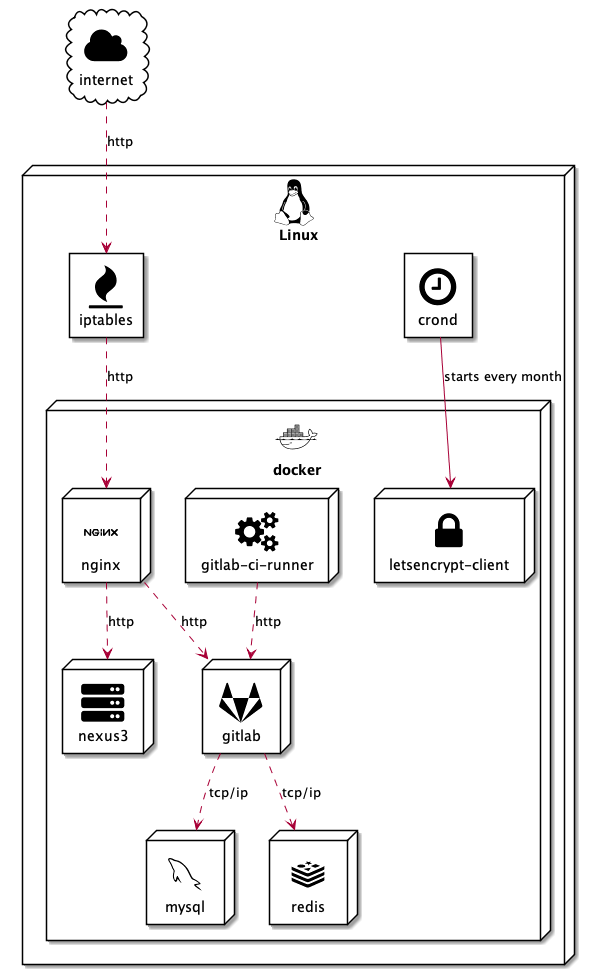 internet
http
Linux
iptables
crond
http
starts every month
docker
NGINX
nginx
gitlab-ci-runner
letsencrypt-client
http
http
http
nexus3
gitlab
tcp/ip
tcp/ip
mysql
redis